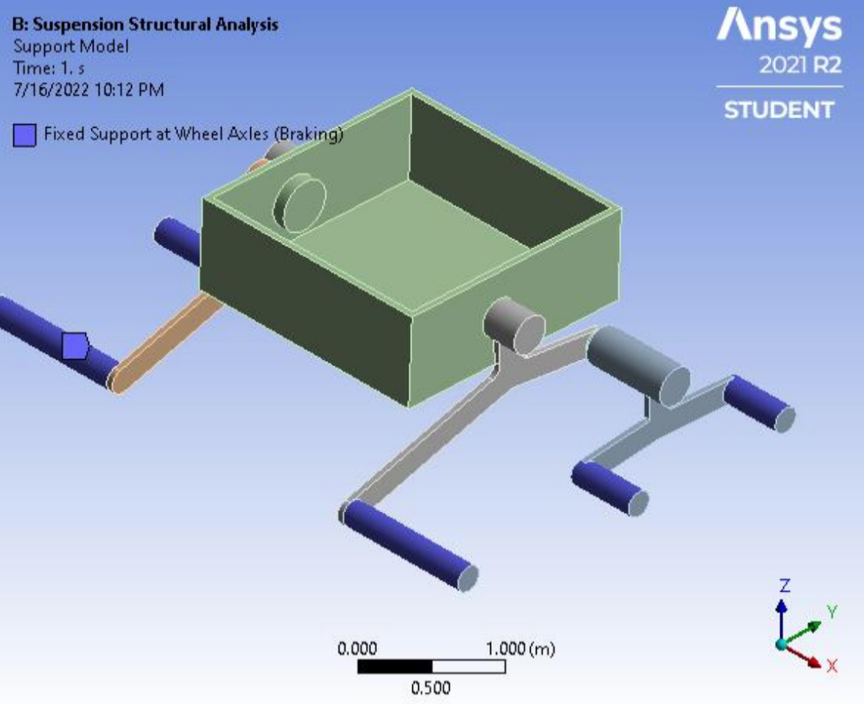 B: Suspension Structural Analysis
Support Model
Time: 1. s
7/16/2022 10:12 PM
Fixed Support at Wheel Axles (Braking)
Ansys
2021 R2
STUDENT
Z
Y
X
0.000 1.000 (m)
0.500